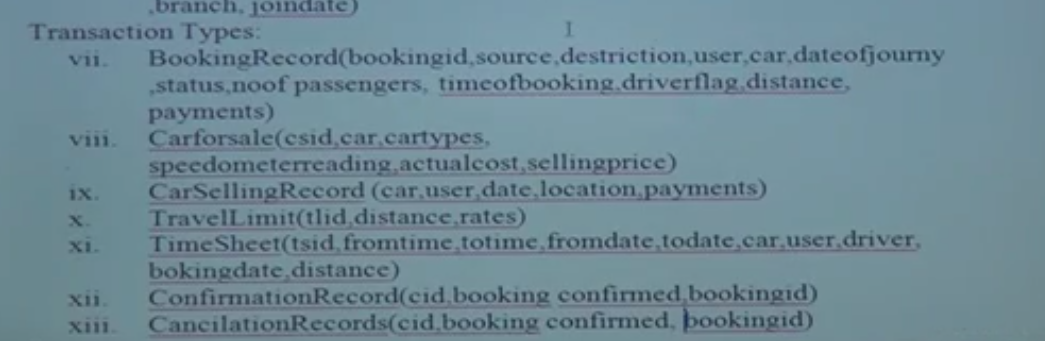 ,branch, joindate)
Transaction Types:
vii. BookingRecord(bookingid,source,destriction,user,car,dateofjourny
,status,noof passengers, timeofbooking,driverflag,distance,
payments)
viii. Carforsale(csid,car,cartypes,
speedometerreading,actualcost,sellingprice)
ix. CarSellingRecord (car,user,date,location,payments)
x. TravelLimit(tlid,distance,rates)
xi. TimeSheet(tsid,fromtime,totime,fromdate,todate,car,user,driver,
bokingdate,distance)
xii. ConfirmationRecord(cid,booking confirmed,bookingid)
xiii. CancilationRecords(cid,booking confirmed, bookingid)